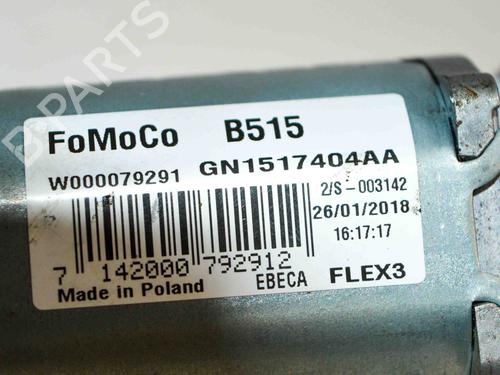 B PARTS
FoMoCo B515
W000079291 GN1517404AA
2/S-003142
26/01/2018
16:17:17
7 142000 792912
Made in Poland EBECA FLEX3